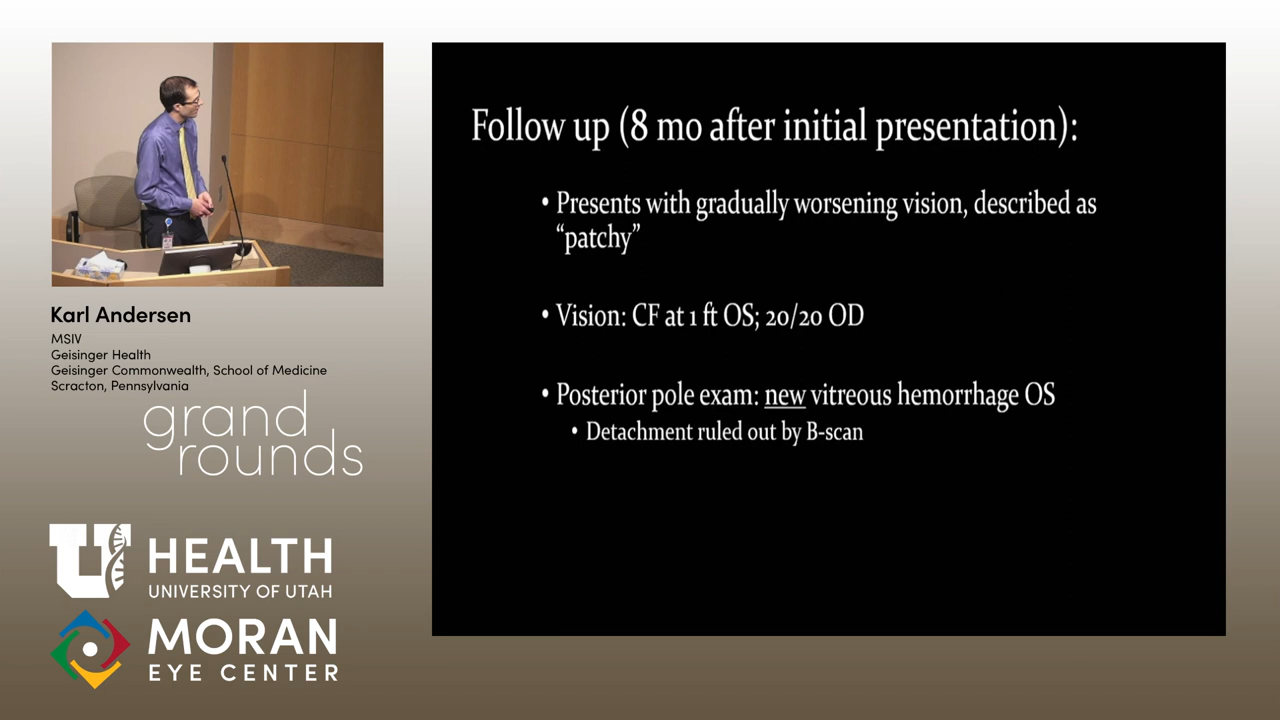 Follow up (8 mo after initial presentation):
• Presents with gradually worsening vision, described as
“patchy”
• Vision: CF at 1 ft OS; 20/20 OD
• Posterior pole exam: new vitreous hemorrhage OS
• Detachment ruled out by B-scan
Karl Andersen
MSIV
Geisinger Health
Geisinger Commonwealth, School of Medicine
Scracton, Pennsylvania
grand
rounds
U HEALTH
UNIVERSITY OF UTAH
MORAN
EYE CENTER